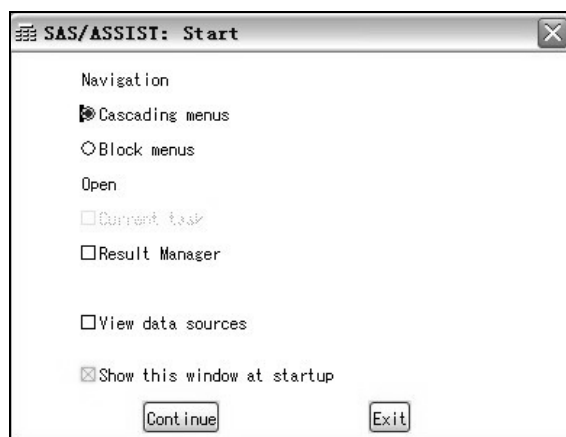 SAS/ASSIST: Start
Navigation
Cascading menus
Block menus
Open
Current task
Result Manager
View data sources
Show this window at startup
Continue Exit